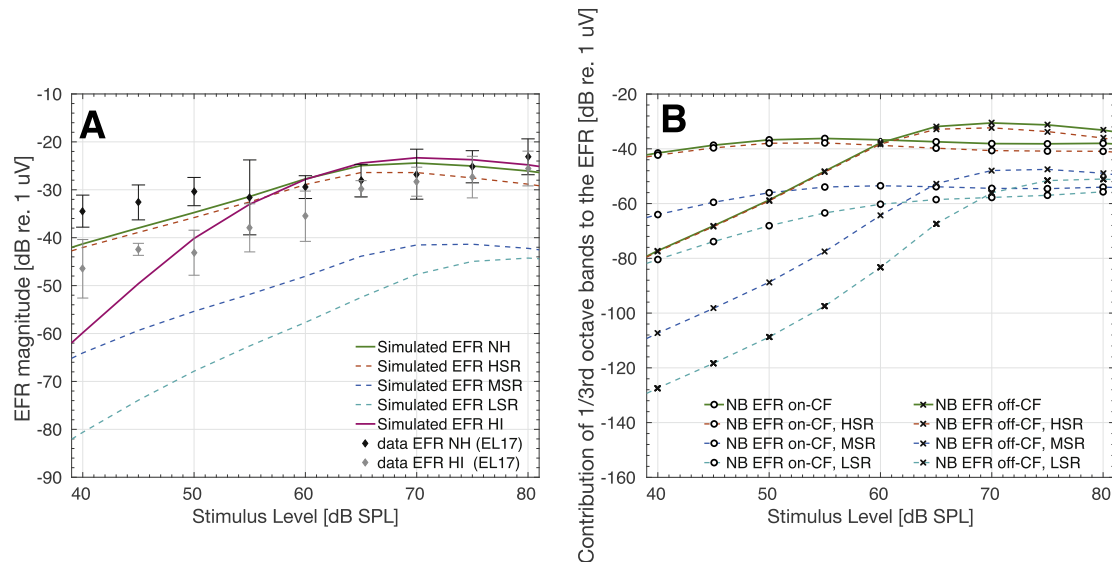 A
EFR magnitude [dB re. 1 uV]
-10
-20
-30
-40
-50
-60
-70
-80
-90
Simulated EFR NH
Simulated EFR HSR
Simulated EFR MSR
Simulated EFR LSR
Simulated EFR HI
data EFR NH (EL17)
data EFR HI (EL17)
40
50
60
70
80
Stimulus Level [dB SPL]
B
Contribution of 1/3rd octave bands to the EFR [dB re. 1 uV]
-20
-40
-60
-80
-100
-120
-140
-160
NB EFR on-CF
NB EFR on-CF, HSR
NB EFR on-CF, MSR
NB EFR on-CF, LSR
NB EFR off-CF
NB EFR off-CF, HSR
NB EFR off-CF, MSR
NB EFR off-CF, LSR
40
50
60
70
80
Stimulus Level [dB SPL]